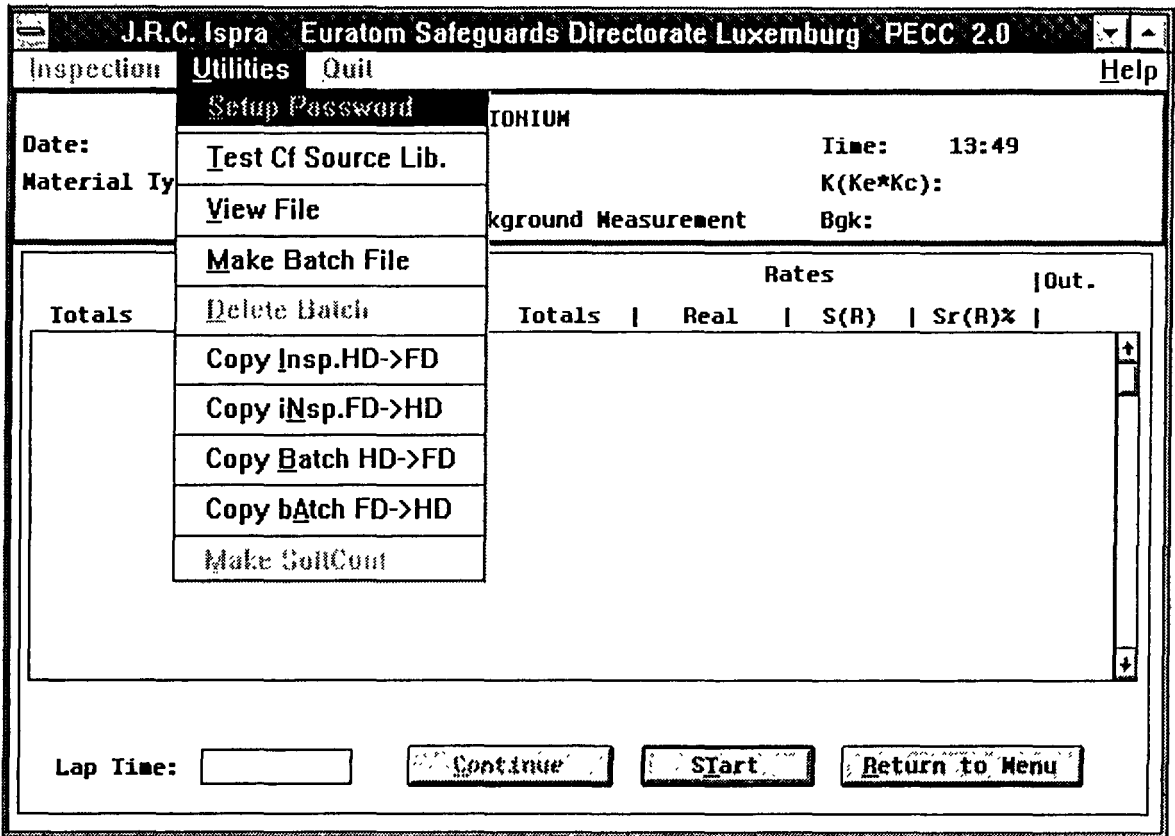 J.R.C. Ispra Euratom Safeguards Directorate Luxemburg PECC 2.0
Inspection Utilities Quit Help
Setup Password
Test Cf Source Lib.
View File
Make Batch File
Delete Batch
Copy Insp.HD->FD
Copy iNsp.FD->HD
Copy Batch HD->FD
Copy bAtch FD->HD
Make SoftCont
TONIUM
Date: Time: 13:49
Material Ty K(Ke*Kc):
kground Measurement Bgk:
Rates |Out.
Totals Totals | Real | S(R) | Sr(R)% |
Lap Time: Continue STart Return to Menu